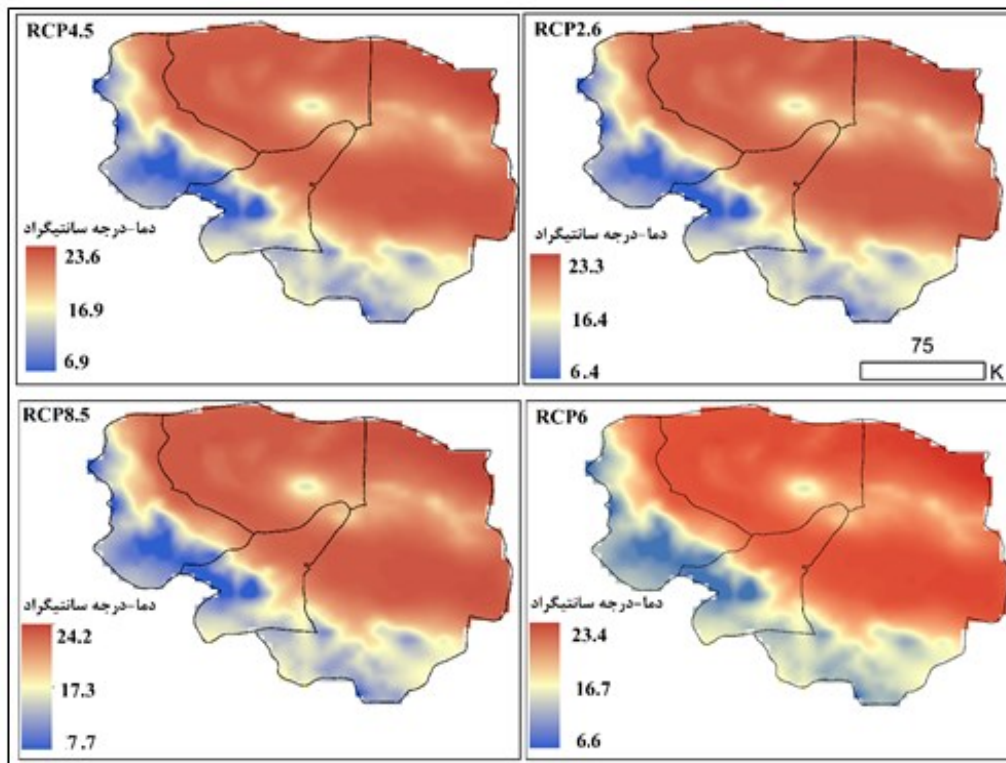 RCP4.5
دما-درجه سانتیگراد
23.6
16.9
6.9
RCP2.6
دما-درجه سانتیگراد
23.3
16.4
6.4
75
K
RCP8.5
دما-درجه سانتیگراد
24.2
17.3
7.7
RCP6
دما-درجه سانتیگراد
23.4
16.7
6.6